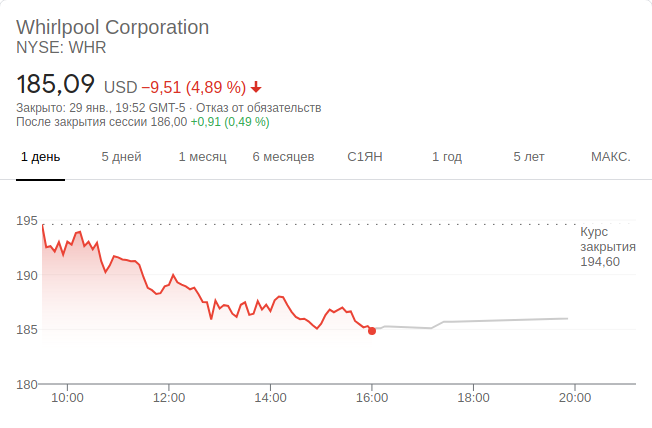 Whirlpool Corporation
NYSE: WHR
185,09 USD −9,51 (4,89 %)
Закрыто: 29 янв., 19:52 GMT-5 · Отказ от обязательств
После закрытия сессии 186,00 +0,91 (0,49 %)
1 день 5 дней 1 месяц 6 месяцев С1ЯН 1 год 5 лет МАКС.
195
Курс
закрытия
194,60
190
185
180
10:00 12:00 14:00 16:00 18:00 20:00